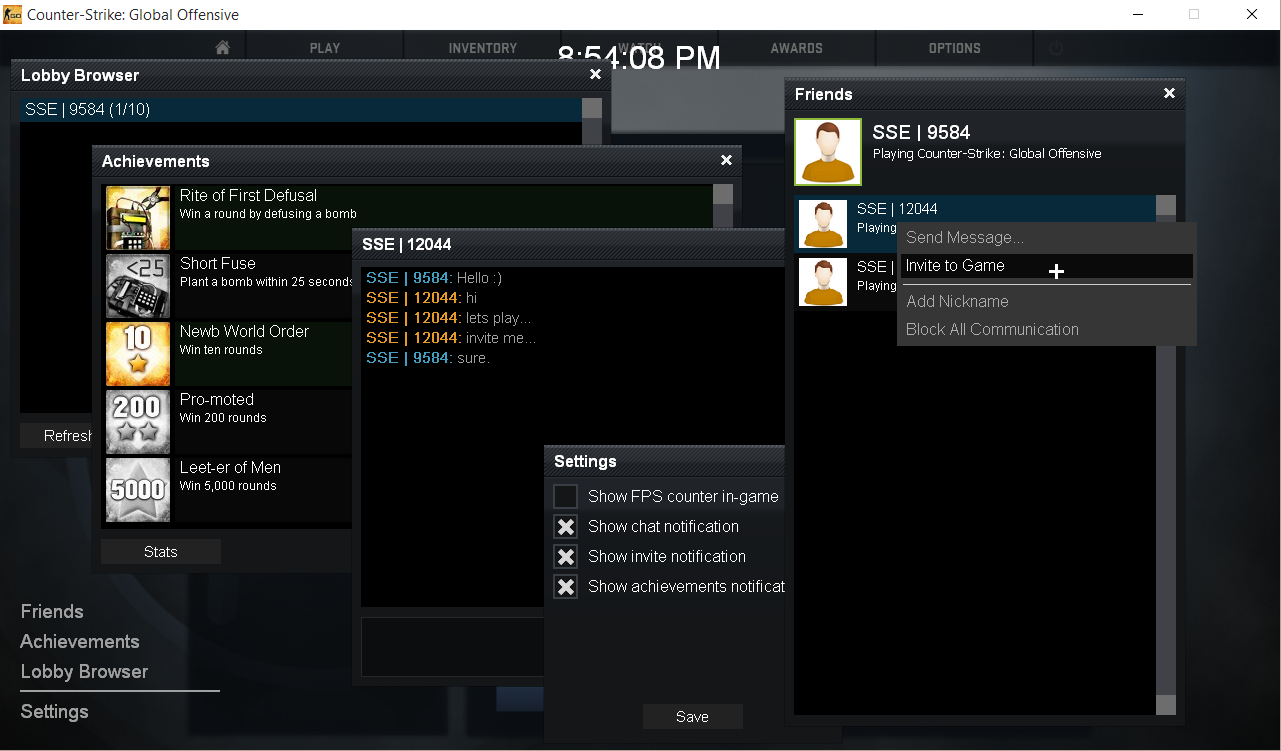 Counter-Strike: Global Offensive
PLAY
INVENTORY
WATCH
AWARDS
OPTIONS
8:54:08 PM
Lobby Browser
SSE | 9584 (1/10)
Refresh
Achievements
Rite of First Defusal
Win a round by defusing a bomb
<25
Short Fuse
Plant a bomb within 25 seconds
10
Newb World Order
Win ten rounds
200
Pro-moted
Win 200 rounds
5000
Leet-er of Men
Win 5,000 rounds
Stats
SSE | 12044
SSE | 9584: Hello :)
SSE | 12044: hi
SSE | 12044: lets play...
SSE | 12044: invite me...
SSE | 9584: sure.
Settings
Show FPS counter in-game
Show chat notification
Show invite notification
Show achievements notificat
Save
Friends
SSE | 9584
Playing Counter-Strike: Global Offensive
SSE | 12044
Playing
SSE |
Playing
Send Message...
Invite to Game
Add Nickname
Block All Communication
Friends
Achievements
Lobby Browser
Settings